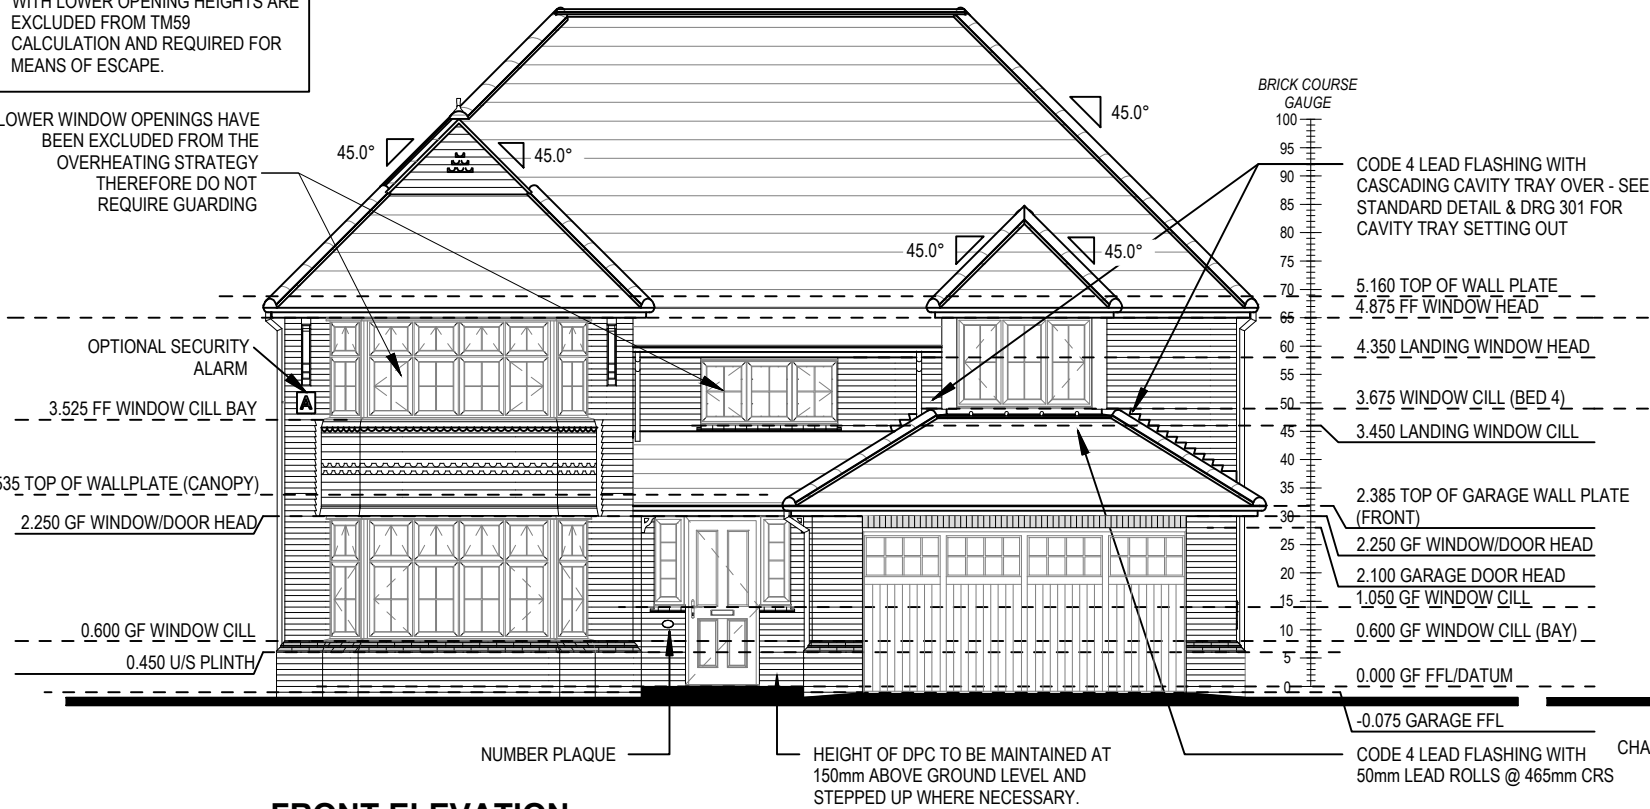 WITH LOWER OPENING HEIGHTS ARE
EXCLUDED FROM TM59
CALCULATION AND REQUIRED FOR
MEANS OF ESCAPE.
LOWER WINDOW OPENINGS HAVE
BEEN EXCLUDED FROM THE
OVERHEATING STRATEGY
THEREFORE DO NOT
REQUIRE GUARDING
45.0°
45.0°
45.0°
45.0°
45.0°
BRICK COURSE
GAUGE
100
95
90
85
80
75
70
65
60
55
50
45
40
35
30
25
20
15
10
5
0
CODE 4 LEAD FLASHING WITH
CASCADING CAVITY TRAY OVER - SEE
STANDARD DETAIL & DRG 301 FOR
CAVITY TRAY SETTING OUT
5.160 TOP OF WALL PLATE
4.875 FF WINDOW HEAD
4.350 LANDING WINDOW HEAD
3.675 WINDOW CILL (BED 4)
3.450 LANDING WINDOW CILL
2.385 TOP OF GARAGE WALL PLATE
(FRONT)
2.250 GF WINDOW/DOOR HEAD
2.100 GARAGE DOOR HEAD
1.050 GF WINDOW CILL
0.600 GF WINDOW CILL (BAY)
0.000 GF FFL/DATUM
-0.075 GARAGE FFL
CODE 4 LEAD FLASHING WITH
50mm LEAD ROLLS @ 465mm CRS
CHA
OPTIONAL SECURITY
ALARM
A
3.525 FF WINDOW CILL BAY
535 TOP OF WALLPLATE (CANOPY)
2.250 GF WINDOW/DOOR HEAD
0.600 GF WINDOW CILL
0.450 U/S PLINTH
NUMBER PLAQUE
HEIGHT OF DPC TO BE MAINTAINED AT
150mm ABOVE GROUND LEVEL AND
STEPPED UP WHERE NECESSARY.
FRONT ELEVATION